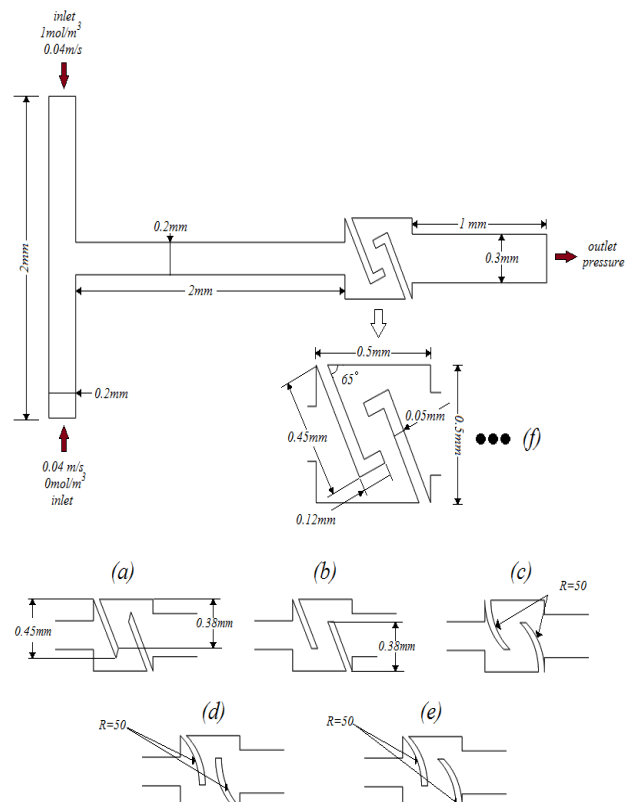 inlet
1mol/m³
0.04m/s
0.2mm
1 mm
2mm
0.3mm
outlet
pressure
2mm
0.2mm
0.5mm
65°
0.05mm
0.45mm
0.5mm
(f)
0.12mm
0.04 m/s
0mol/m³
inlet
(a)
(b)
(c)
R=50
0.45mm
0.38mm
0.38mm
(d)
(e)
R=50
R=50